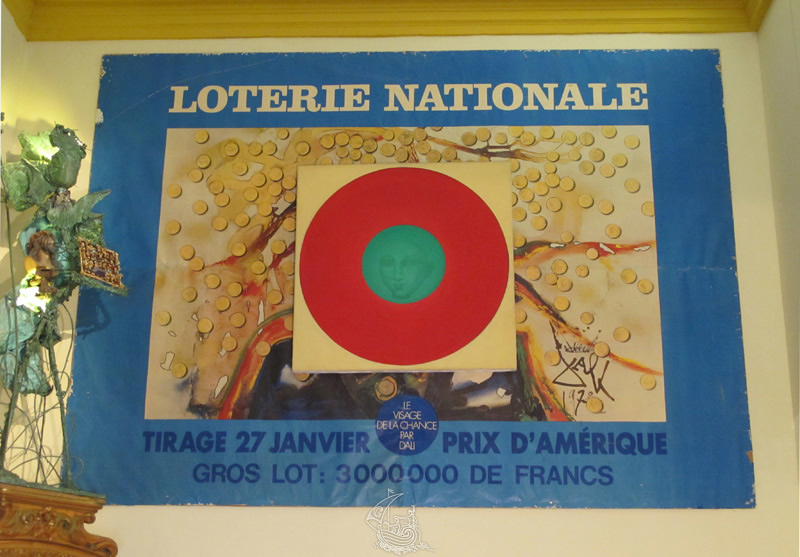 LOTERIE NATIONALE
LE
VISAGE
DE LA CHANCE
PAR
DALI
TIRAGE 27 JANVIER PRIX D'AMÉRIQUE
GROS LOT: 3000000 DE FRANCS